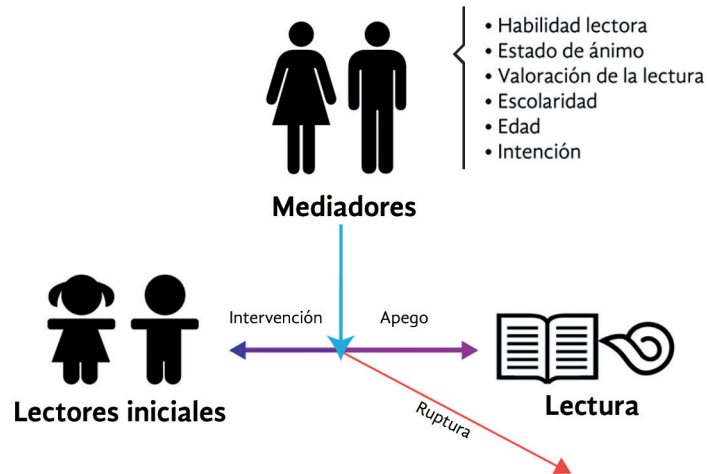 • Habilidad lectora
• Estado de ánimo
• Valoración de la lectura
• Escolaridad
• Edad
• Intención
Mediadores
Intervención
Apego
Lectores iniciales
Ruptura
Lectura